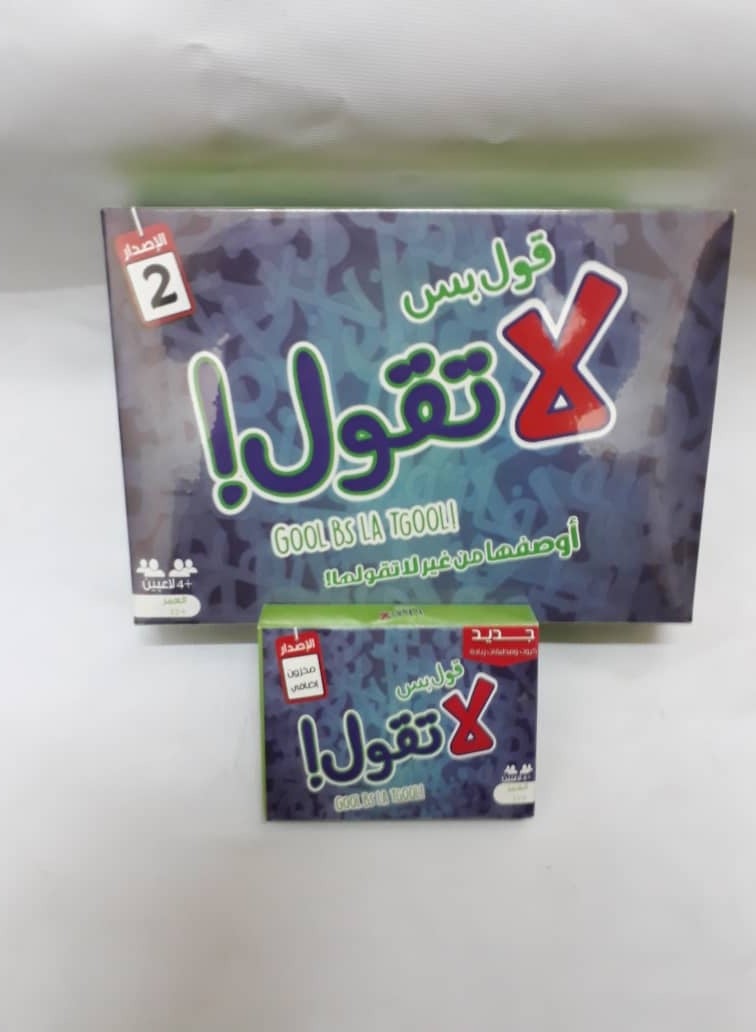 الإصدار
2
قول بس
لا تقول!
GOOL BS LA TGOOL!
أوصفها من غير لا تقولها!
+4 لاعبين
العمر
جديد
الإصدار
مخزون
إضافي
قول بس
لا تقول!
GOOL BS LA TGOOL!
العمر